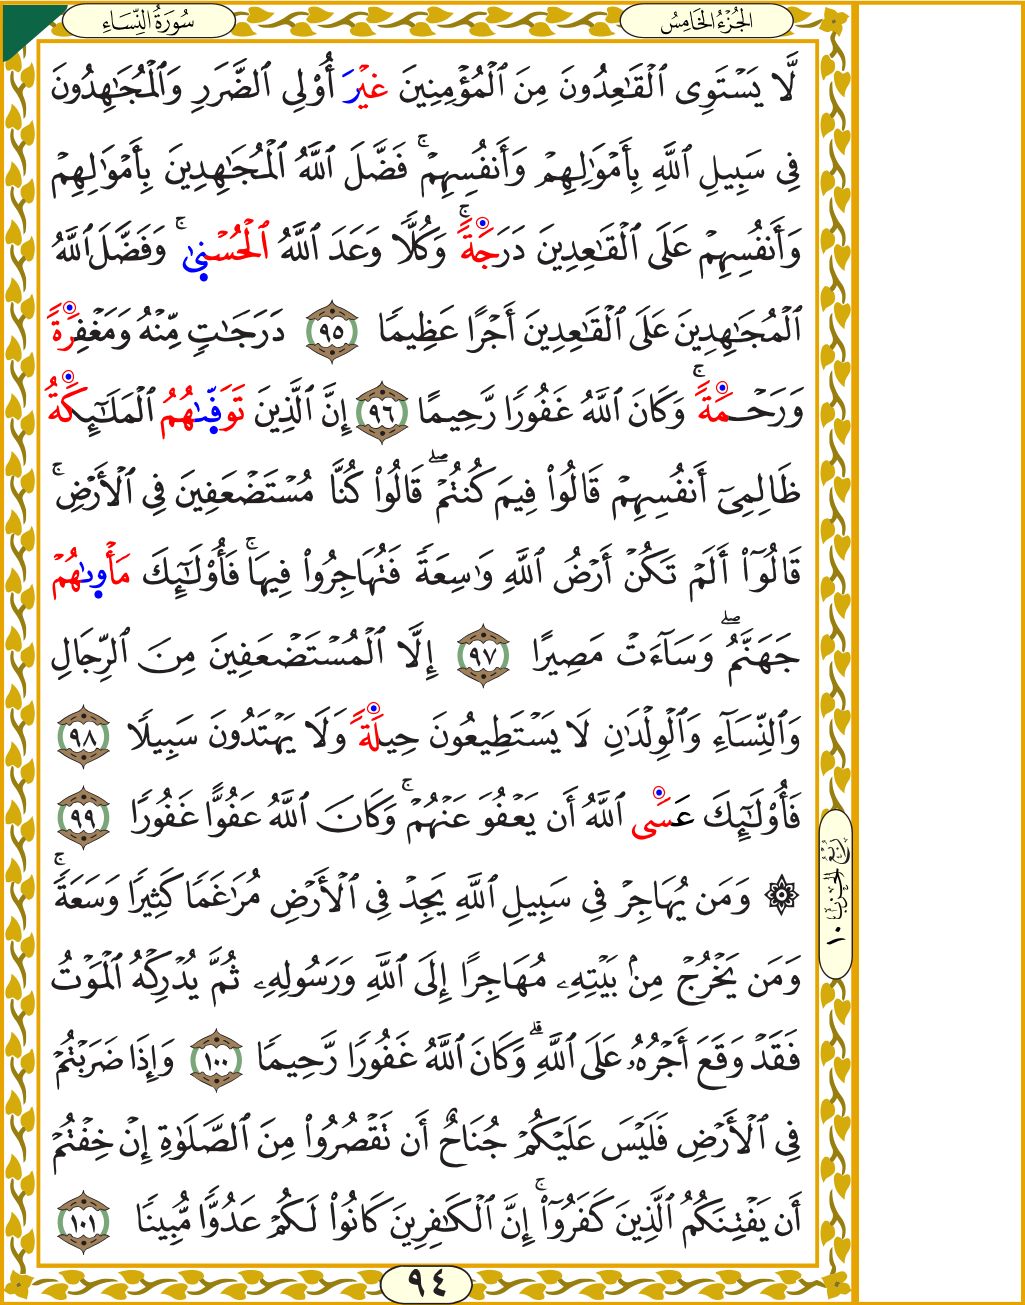 سُورَةُ النِّسَاءِ
الجُزْءُ الخَامِسُ
لَّا يَسْتَوِى ٱلْقَٰعِدُونَ مِنَ ٱلْمُؤْمِنِينَ غَيْرَ أُو۟لِى ٱلضَّرَرِ وَٱلْمُجَٰهِدُونَ
فِى سَبِيلِ ٱللَّهِ بِأَمْوَٰلِهِمْ وَأَنفُسِهِمْ ۚ فَضَّلَ ٱللَّهُ ٱلْمُجَٰهِدِينَ بِأَمْوَٰلِهِمْ
وَأَنفُسِهِمْ عَلَى ٱلْقَٰعِدِينَ دَرَجَةً ۚ وَكُلًّا وَعَدَ ٱللَّهُ ٱلْحُسْنِىٰ ۚ وَفَضَّلَ ٱللَّهُ
ٱلْمُجَٰهِدِينَ عَلَى ٱلْقَٰعِدِينَ أَجْرًا عَظِيمًا ٩٥ دَرَجَٰتٍ مِّنْهُ وَمَغْفِرَةً
وَرَحْمَةً ۚ وَكَانَ ٱللَّهُ غَفُورًا رَّحِيمًا ٩٦ إِنَّ ٱلَّذِينَ تَوَفَّىٰهُمُ ٱلْمَلَٰٓئِكَةُ
ظَالِمِىٓ أَنفُسِهِمْ قَالُوا۟ فِيمَ كُنتُمْ ۖ قَالُوا۟ كُنَّا مُسْتَضْعَفِينَ فِى ٱلْأَرْضِ ۚ
قَالُوٓا۟ أَلَمْ تَكُنْ أَرْضُ ٱللَّهِ وَٰسِعَةً فَتُهَاجِرُوا۟ فِيهَا ۚ فَأُو۟لَٰٓئِكَ مَأْوِىٰهُمْ
جَهَنَّمُ ۖ وَسَآءَتْ مَصِيرًا ٩٧ إِلَّا ٱلْمُسْتَضْعَفِينَ مِنَ ٱلرِّجَالِ
وَٱلنِّسَآءِ وَٱلْوِلْدَٰنِ لَا يَسْتَطِيعُونَ حِيلَةً وَلَا يَهْتَدُونَ سَبِيلًا ٩٨
فَأُو۟لَٰٓئِكَ عَسَى ٱللَّهُ أَن يَعْفُوَ عَنْهُمْ ۚ وَكَانَ ٱللَّهُ عَفُوًّا غَفُورًا ٩٩
۞ وَمَن يُهَاجِرْ فِى سَبِيلِ ٱللَّهِ يَجِدْ فِى ٱلْأَرْضِ مُرَٰغَمًا كَثِيرًا وَسَعَةً ۚ
وَمَن يَخْرُجْ مِنۢ بَيْتِهِۦ مُهَاجِرًا إِلَى ٱللَّهِ وَرَسُولِهِۦ ثُمَّ يُدْرِكْهُ ٱلْمَوْتُ
فَقَدْ وَقَعَ أَجْرُهُۥ عَلَى ٱللَّهِ ۗ وَكَانَ ٱللَّهُ غَفُورًا رَّحِيمًا ١٠٠ وَإِذَا ضَرَبْتُمْ
فِى ٱلْأَرْضِ فَلَيْسَ عَلَيْكُمْ جُنَاحٌ أَن تَقْصُرُوا۟ مِنَ ٱلصَّلَوٰةِ إِنْ خِفْتُمْ
أَن يَفْتِنَكُمُ ٱلَّذِينَ كَفَرُوٓا۟ ۚ إِنَّ ٱلْكَٰفِرِينَ كَانُوا۟ لَكُمْ عَدُوًّا مُّبِينًا ١٠١
رُبْعُ الحِزْبِ ١٠
٩٤